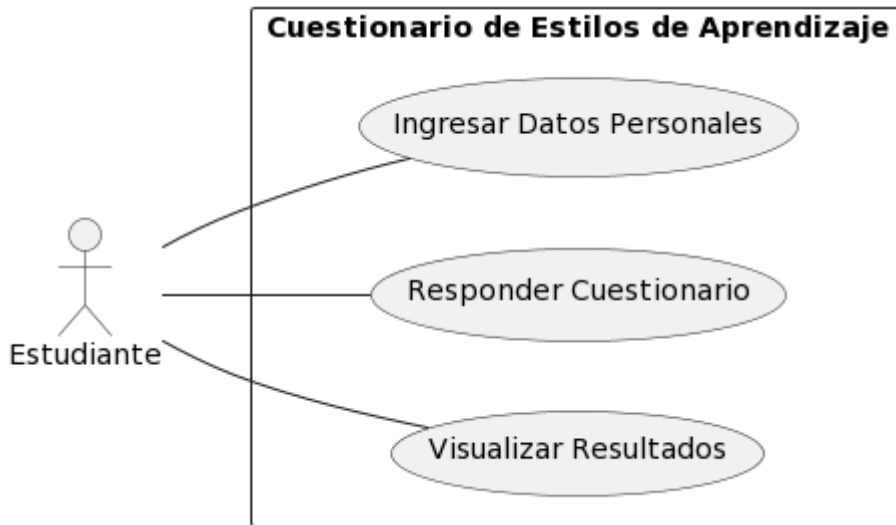 Cuestionario de Estilos de Aprendizaje
Ingresar Datos Personales
Responder Cuestionario
Estudiante
Visualizar Resultados